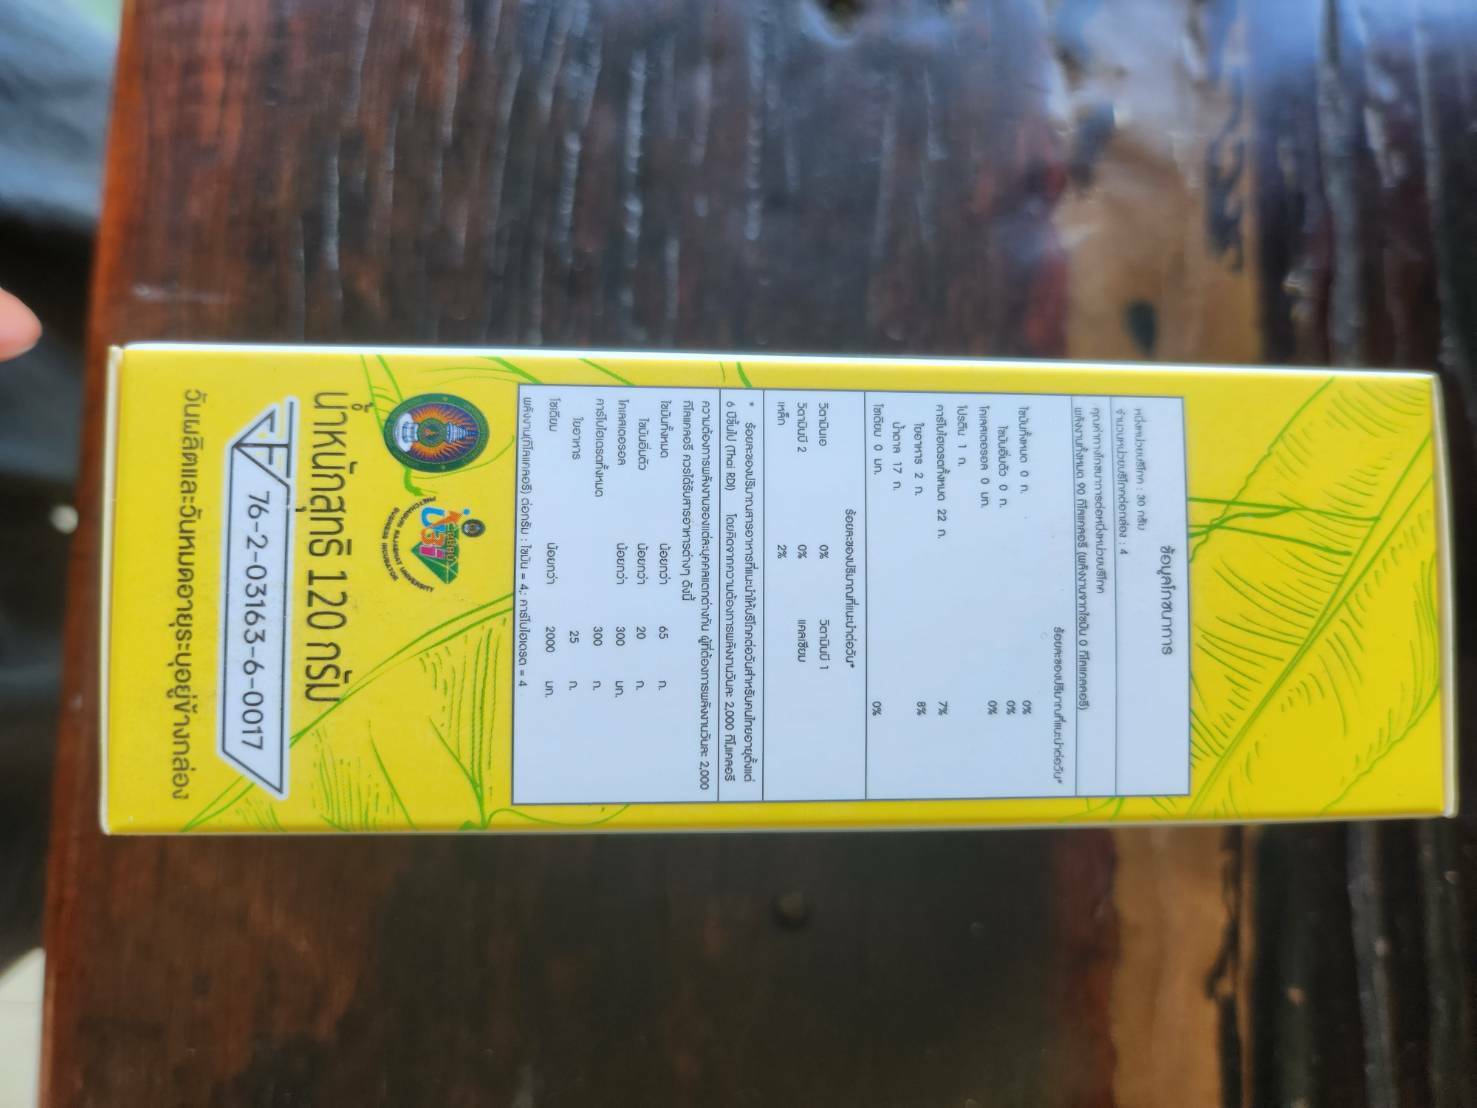 ข้อมูลโภชนาการ
หนึ่งหน่วยบริโภค : 30 กรัม
จำนวนหน่วยบริโภคต่อกล่อง : 4
คุณค่าทางโภชนาการต่อหนึ่งหน่วยบริโภค
พลังงานทั้งหมด 90 กิโลแคลอรี (พลังงานจากไขมัน 0 กิโลแคลอรี)
ร้อยละของปริมาณที่แนะนำต่อวัน*
ไขมันทั้งหมด 0 ก. 0%
ไขมันอิ่มตัว 0 ก. 0%
โคเลสเตอรอล 0 มก. 0%
โปรตีน 1 ก.
คาร์โบไฮเดรตทั้งหมด 22 ก. 7%
ใยอาหาร 2 ก. 8%
น้ำตาล 17 ก.
โซเดียม 0 มก. 0%
ร้อยละของปริมาณที่แนะนำต่อวัน*
วิตามินเอ 0% วิตามินบี 1
วิตามินบี 2 0% แคลเซียม
เหล็ก 2%
* ร้อยละของปริมาณสารอาหารที่แนะนำให้บริโภคต่อวันสำหรับคนไทยอายุตั้งแต่
6 ปีขึ้นไป (Thai RDI) โดยคิดจากความต้องการพลังงานวันละ 2,000 กิโลแคลอรี
ความต้องการพลังงานของแต่ละบุคคลแตกต่างกัน ผู้ที่ต้องการพลังงานวันละ 2,000
กิโลแคลอรี ควรได้รับสารอาหารต่างๆ ดังนี้
ไขมันทั้งหมด น้อยกว่า 65 ก.
ไขมันอิ่มตัว น้อยกว่า 20 ก.
โคเลสเตอรอล น้อยกว่า 300 มก.
คาร์โบไฮเดรตทั้งหมด 300 ก.
ใยอาหาร 25 ก.
โซเดียม น้อยกว่า 2000 มก.
พลังงาน(กิโลแคลอรี) ต่อกรัม : ไขมัน = 4; คาร์โบไฮเดรต = 4
PHETCHABURI RAJABHAT UNIVERSITY
BUSINESS INCUBATOR
น้ำหนักสุทธิ 120 กรัม
76-2-03163-6-0017
วันผลิตและวันหมดอายุระบุอยู่ข้างกล่อง